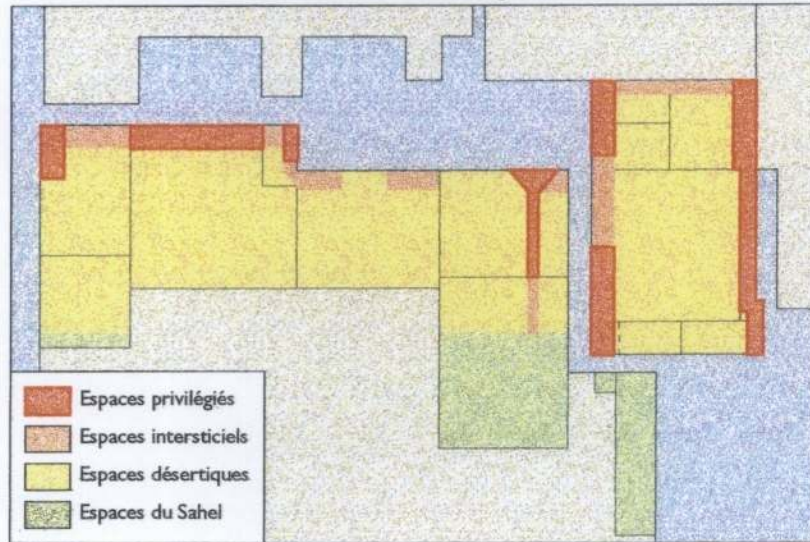 Espaces privilégiés
Espaces intersticiels
Espaces désertiques
Espaces du Sahel